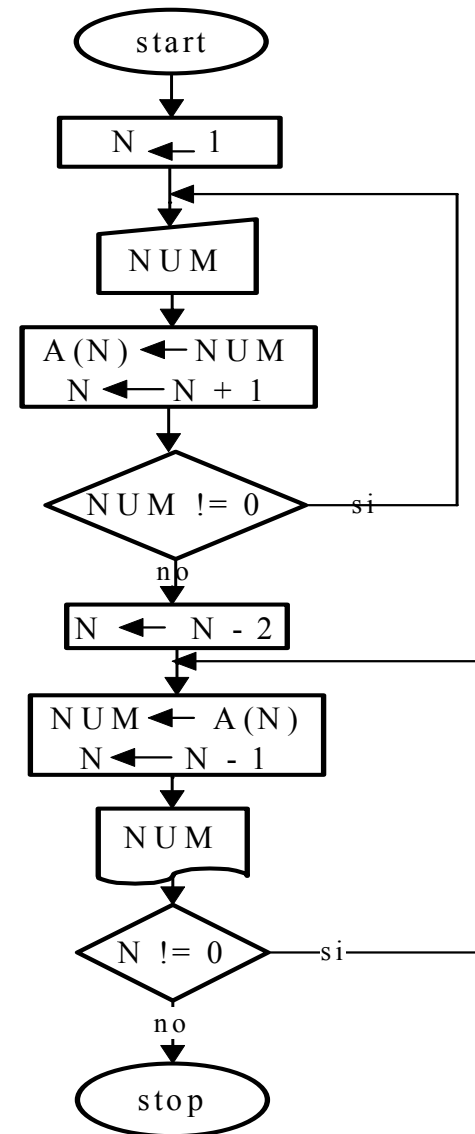 start
N ← 1
NUM
A(N) ← NUM
N ← N + 1
NUM != 0
si
no
N ← N - 2
NUM ← A(N)
N ← N - 1
NUM
N != 0
si
no
stop